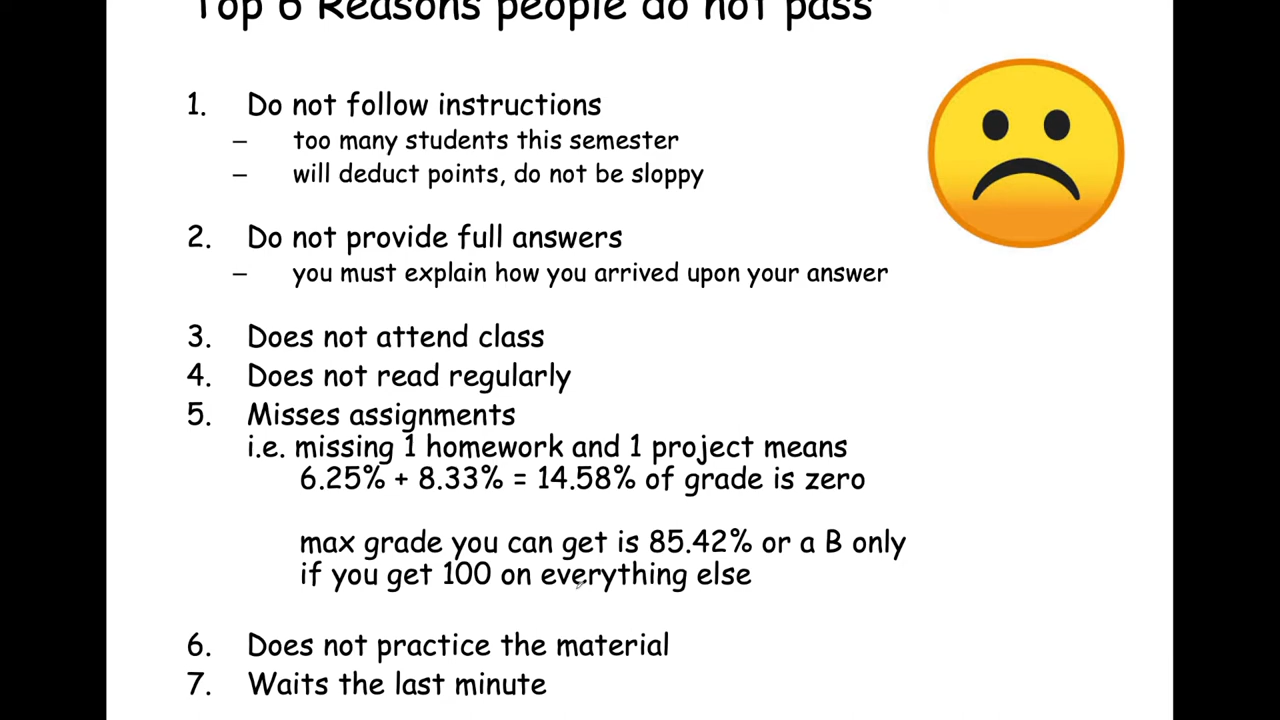 Top 6 Reasons people do not pass
1. Do not follow instructions
– too many students this semester
– will deduct points, do not be sloppy
2. Do not provide full answers
– you must explain how you arrived upon your answer
3. Does not attend class
4. Does not read regularly
5. Misses assignments
i.e. missing 1 homework and 1 project means
6.25% + 8.33% = 14.58% of grade is zero
max grade you can get is 85.42% or a B only
if you get 100 on everything else
6. Does not practice the material
7. Waits the last minute